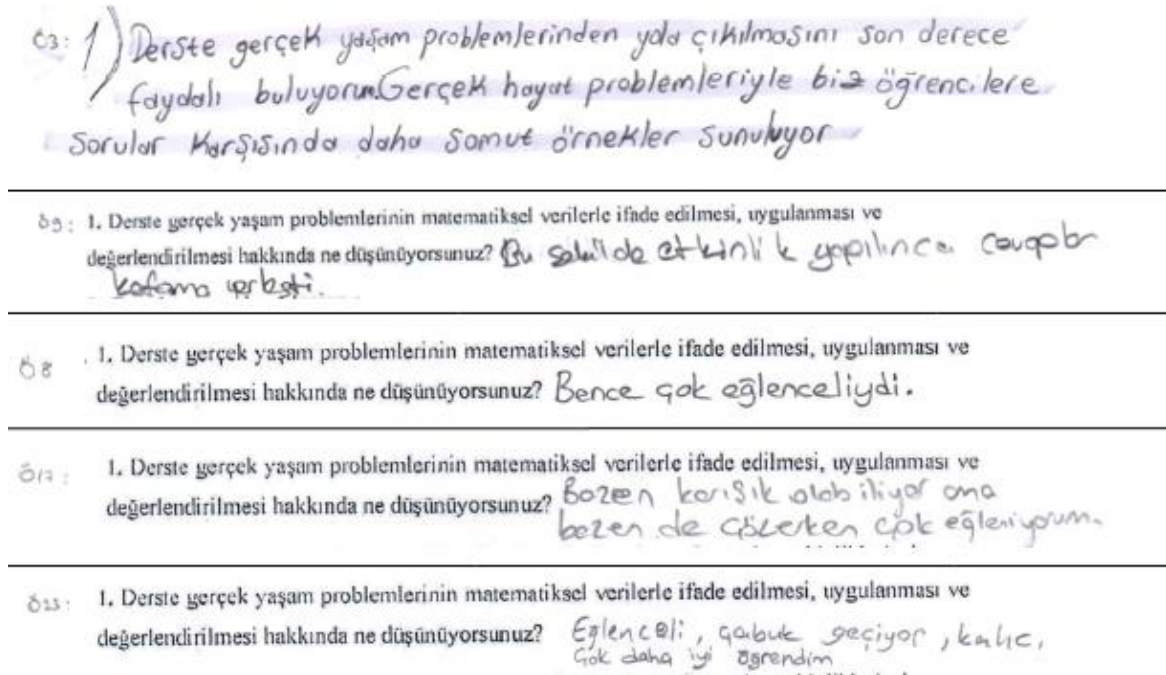 Ö3: 1) Derste gerçek yaşam problemlerinden yola çıkılmasını son derece
faydalı buluyorum. Gerçek hayat problemleriyle biz öğrencilere
Sorular karşısında daha somut örnekler sunuluyor
Ö9: 1. Derste gerçek yaşam problemlerinin matematiksel verilerle ifade edilmesi, uygulanması ve
değerlendirilmesi hakkında ne düşünüyorsunuz? Bu şekilde etkinlik yapılınca cevaplar
kafama yerleşti.
Ö8 . 1. Derste gerçek yaşam problemlerinin matematiksel verilerle ifade edilmesi, uygulanması ve
değerlendirilmesi hakkında ne düşünüyorsunuz? Bence çok eğlenceliydi.
Ö17: 1. Derste gerçek yaşam problemlerinin matematiksel verilerle ifade edilmesi, uygulanması ve
değerlendirilmesi hakkında ne düşünüyorsunuz? Bazen karışık olabiliyor ama
bazen de çözerken çok eğleniyorum.
Ö23: 1. Derste gerçek yaşam problemlerinin matematiksel verilerle ifade edilmesi, uygulanması ve
değerlendirilmesi hakkında ne düşünüyorsunuz? Eğlenceli, çabuk geçiyor, kalıcı,
Çok daha iyi öğrendim